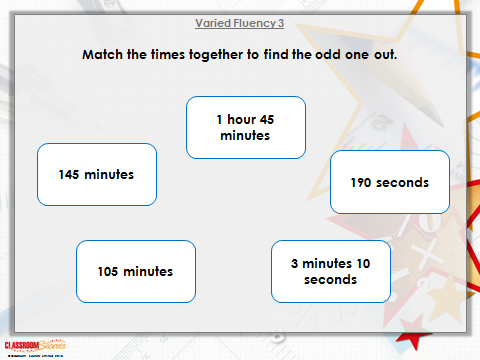 Varied Fluency 3
Match the times together to find the odd one out.
1 hour 45
minutes
145 minutes
190 seconds
105 minutes
3 minutes 10
seconds
CLASSROOM Secrets